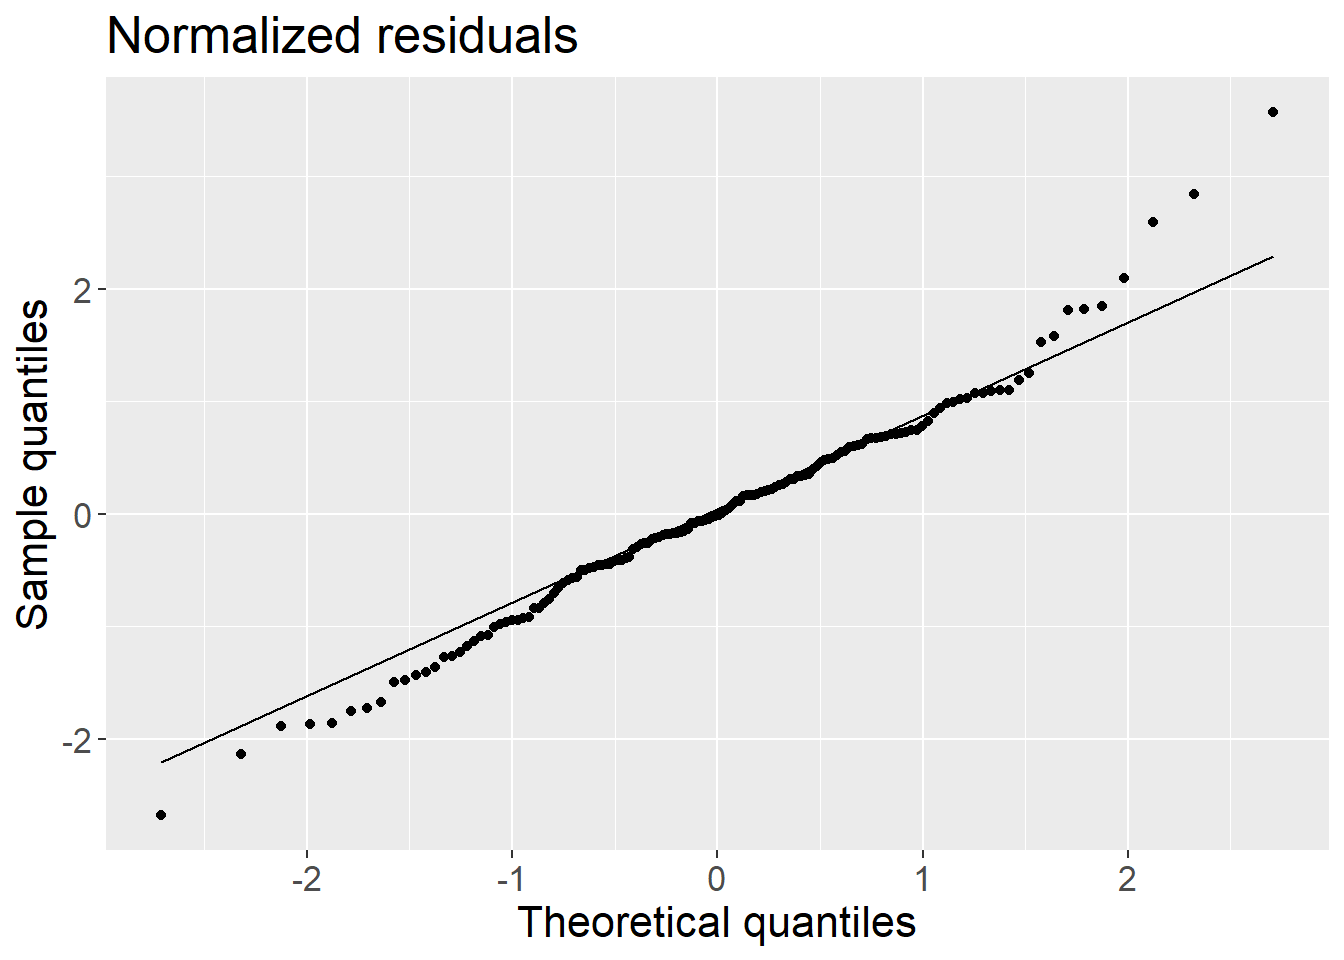 Normalized residuals
Sample quantiles
2
0
-2
-2
-1
0
1
2
Theoretical quantiles